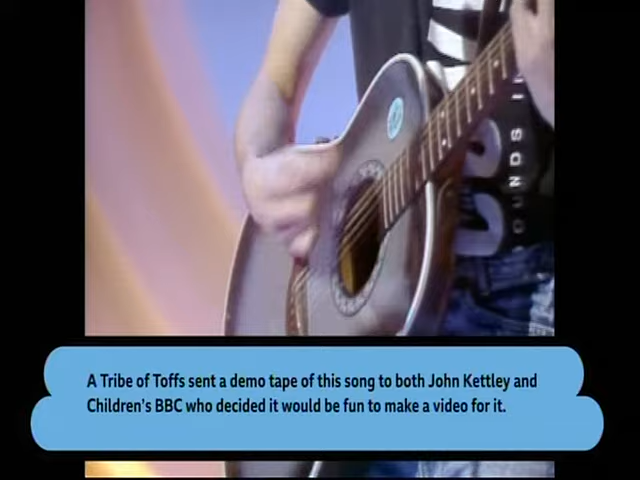 OUNDS I
A Tribe of Toffs sent a demo tape of this song to both John Kettley and
Children's BBC who decided it would be fun to make a video for it.